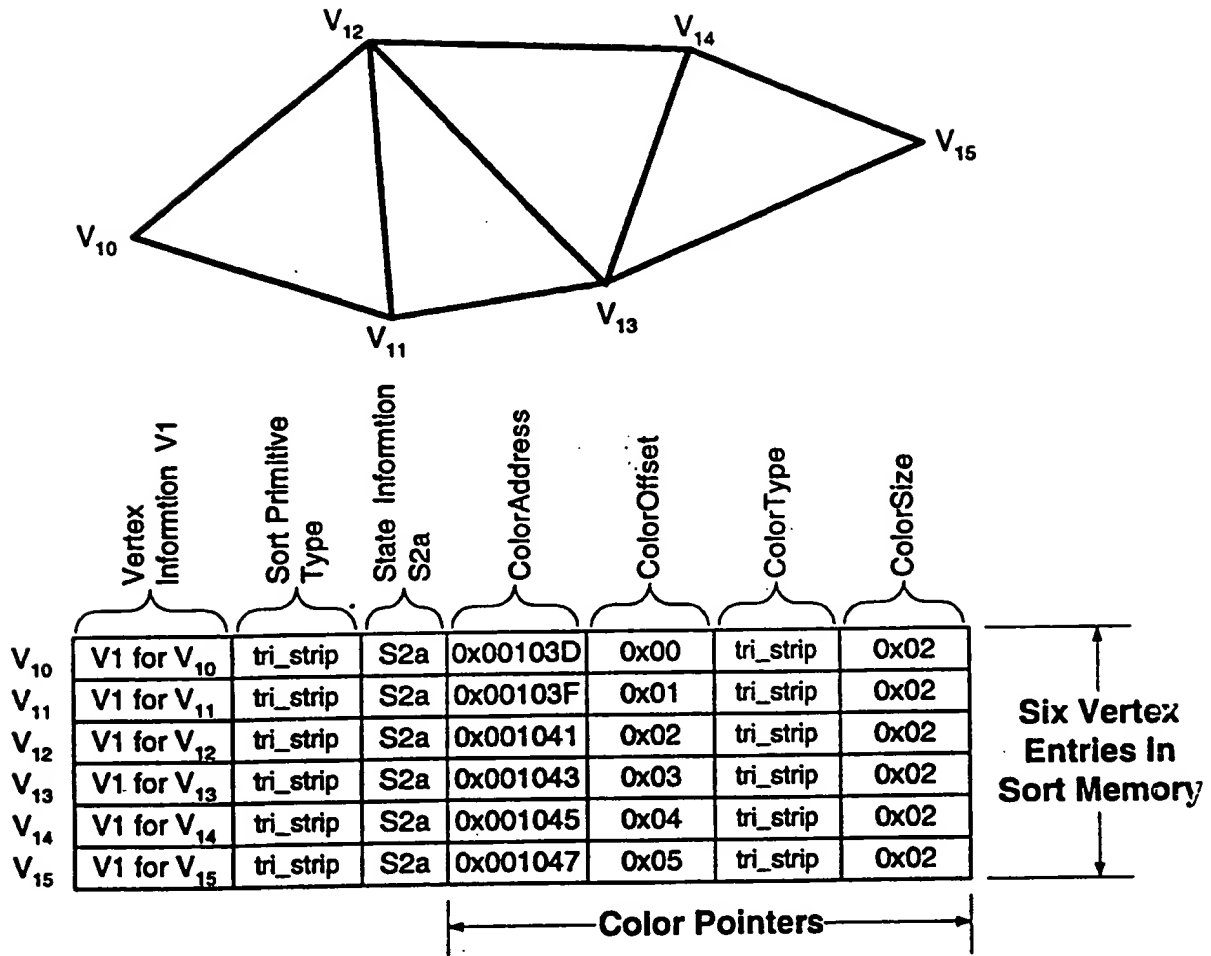 V12
V14
V15
V10
V13
V11
Vertex
Informtion V1
Sort Primitive
Type
State Informtion
S2a
ColorAddress
ColorOffset
ColorType
ColorSize
V10 V1 for V10 tri_strip S2a 0x00103D 0x00 tri_strip 0x02
V11 V1 for V11 tri_strip S2a 0x00103F 0x01 tri_strip 0x02
V12 V1 for V12 tri_strip S2a 0x001041 0x02 tri_strip 0x02
V13 V1 for V13 tri_strip S2a 0x001043 0x03 tri_strip 0x02
V14 V1 for V14 tri_strip S2a 0x001045 0x04 tri_strip 0x02
V15 V1 for V15 tri_strip S2a 0x001047 0x05 tri_strip 0x02
Six Vertex
Entries In
Sort Memory
Color Pointers